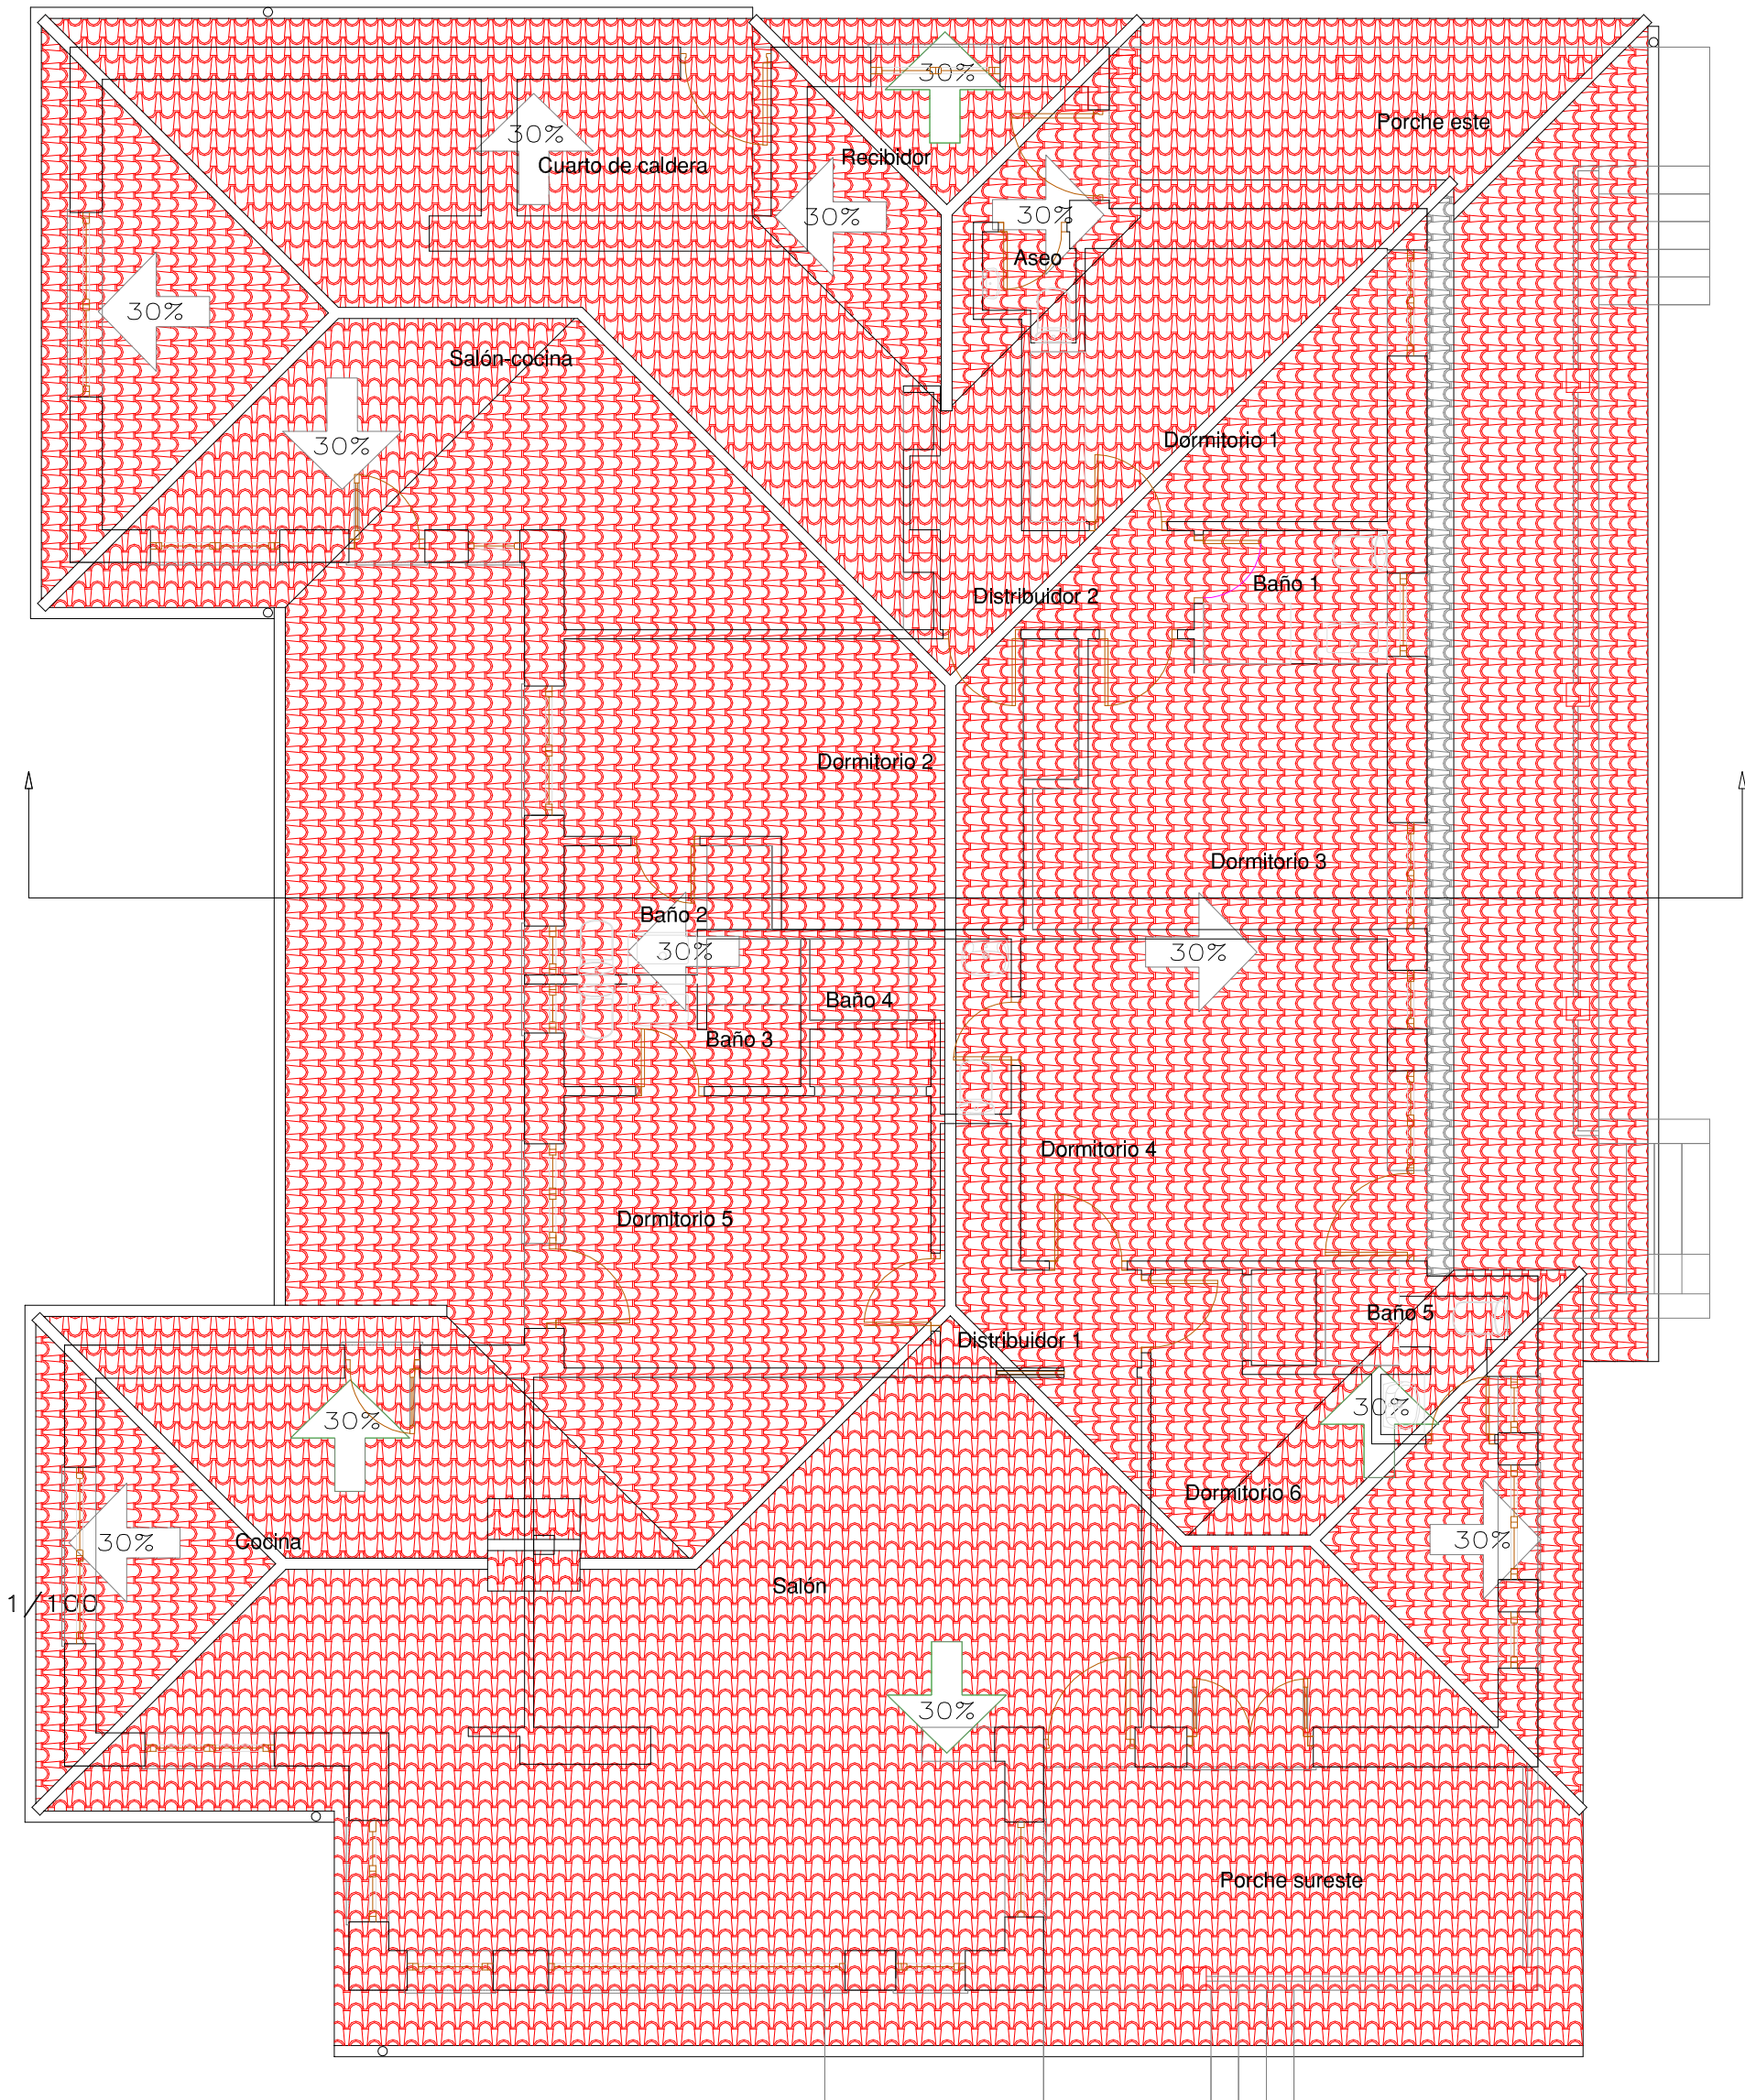 30%
Porche este
30%
Cuarto de caldera
Recibidor
30%
30%
Aseo
30%
Salón-cocina
30%
Dormitorio 1
Baño 1
Distribuidor 2
Dormitorio 2
Dormitorio 3
Baño 2
30%
30%
Baño 4
Baño 3
Dormitorio 4
Dormitorio 5
Baño 5
Distribuidor 1
30%
30%
Dormitorio 6
30%
Cocina
30%
Salón
1/100
30%
Porche sureste